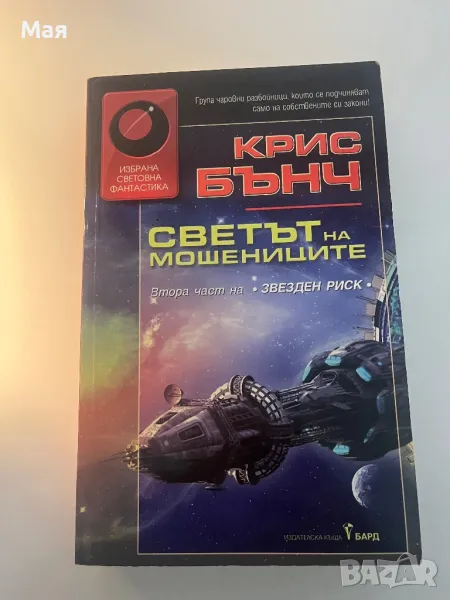 Мая
Група чаровни разбойници, които се подчиняват
само на собствените си закони!
ИЗБРАНА
СВЕТОВНА
ФАНТАСТИКА
КРИС
БЪНЧ
СВЕТЪТ НА
МОШЕНИЦИТЕ
Втора част на • ЗВЕЗДЕН РИСК •
ИЗДАТЕЛСКА КЪЩА БАРД
BAZAR